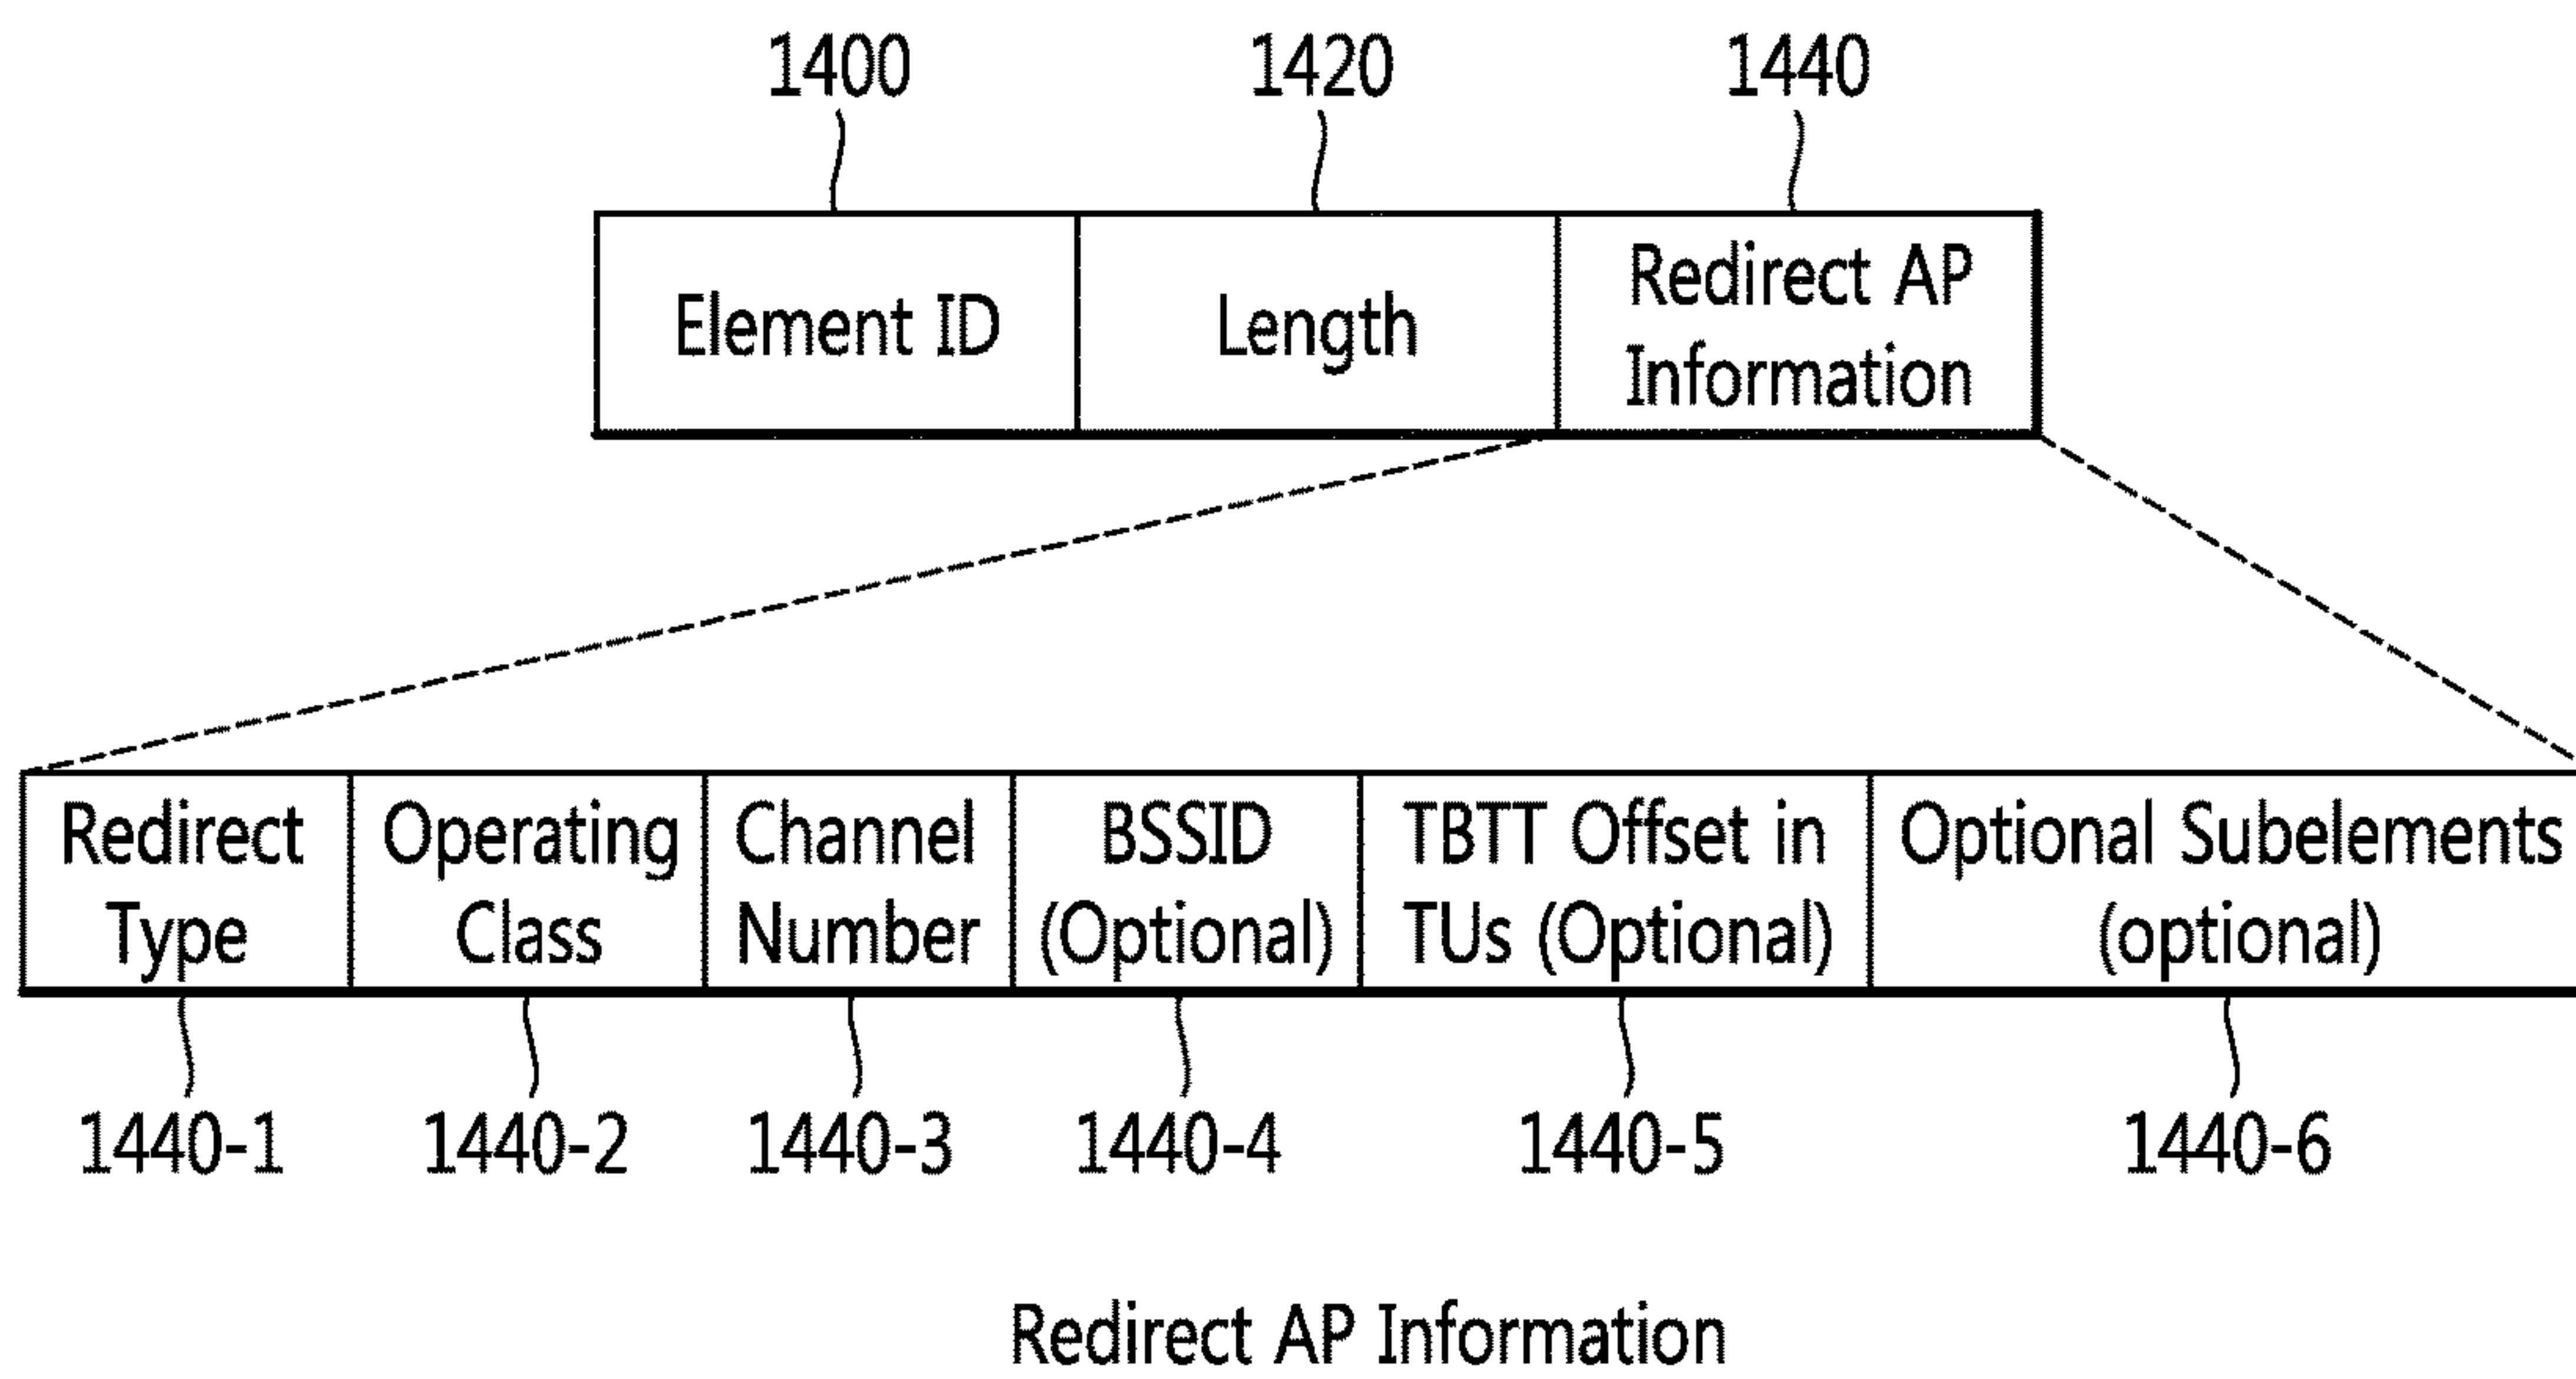 1400 1420 1440
Element ID
Length
Redirect AP
Information
Redirect
Type
Operating
Class
Channel
Number
BSSID
(Optional)
TBTT Offset in
TUs (Optional)
Optional Subelements
(optional)
1440-1 1440-2 1440-3 1440-4 1440-5 1440-6
Redirect AP Information